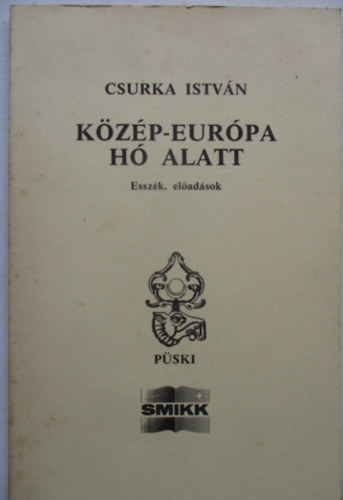 CSURKA ISTVÁN
KÖZÉP-EURÓPA
HÓ ALATT
Esszék, előadások
PÜSKI
SMIKK